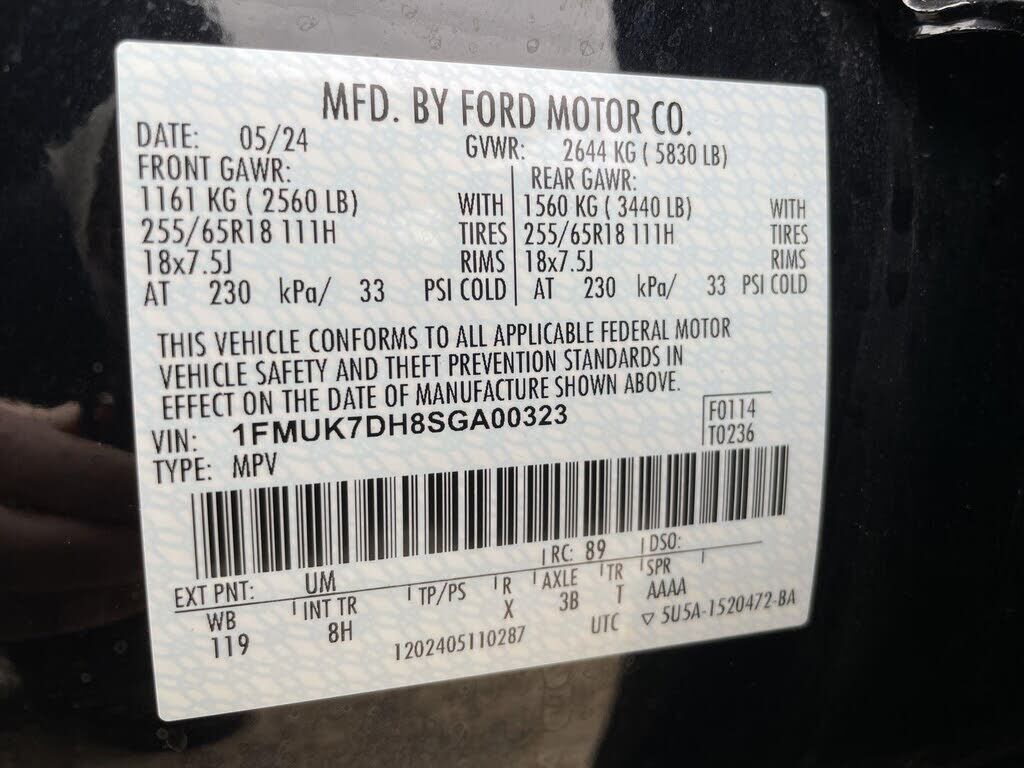 MFD. BY FORD MOTOR CO.
DATE: 05/24 GVWR: 2644 KG ( 5830 LB)
FRONT GAWR: REAR GAWR:
1161 KG ( 2560 LB) WITH 1560 KG ( 3440 LB) WITH
255/65R18 111H TIRES 255/65R18 111H TIRES
18x7.5J RIMS 18x7.5J RIMS
AT 230 kPa/ 33 PSI COLD AT 230 kPa/ 33 PSI COLD
THIS VEHICLE CONFORMS TO ALL APPLICABLE FEDERAL MOTOR
VEHICLE SAFETY AND THEFT PREVENTION STANDARDS IN
EFFECT ON THE DATE OF MANUFACTURE SHOWN ABOVE.
VIN: 1FMUK7DH8SGA00323 F0114
TYPE: MPV T0236
EXT PNT: UM RC: 89 DSO:
WB INT TR TP/PS R AXLE TR SPR
119 8H X 3B T AAAA
1202405110287 UTC ▽ 5U5A-1520472-BA